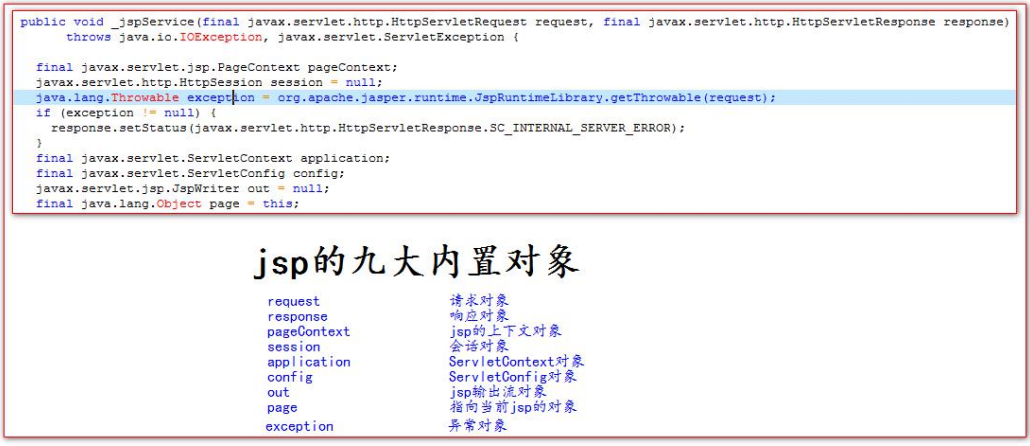 public void _jspService(final javax.servlet.http.HttpServletRequest request, final javax.servlet.http.HttpServletResponse response)
throws java.io.IOException, javax.servlet.ServletException {
final javax.servlet.jsp.PageContext pageContext;
javax.servlet.http.HttpSession session = null;
java.lang.Throwable exception = org.apache.jasper.runtime.JspRuntimeLibrary.getThrowable(request);
if (exception != null) {
response.setStatus(javax.servlet.http.HttpServletResponse.SC_INTERNAL_SERVER_ERROR);
}
final javax.servlet.ServletContext application;
final javax.servlet.ServletConfig config;
javax.servlet.jsp.JspWriter out = null;
final java.lang.Object page = this;
jsp的九大内置对象
request 请求对象
response 响应对象
pageContext jsp的上下文对象
session 会话对象
application ServletContext对象
config ServletConfig对象
out jsp输出流对象
page 指向当前jsp的对象
exception 异常对象